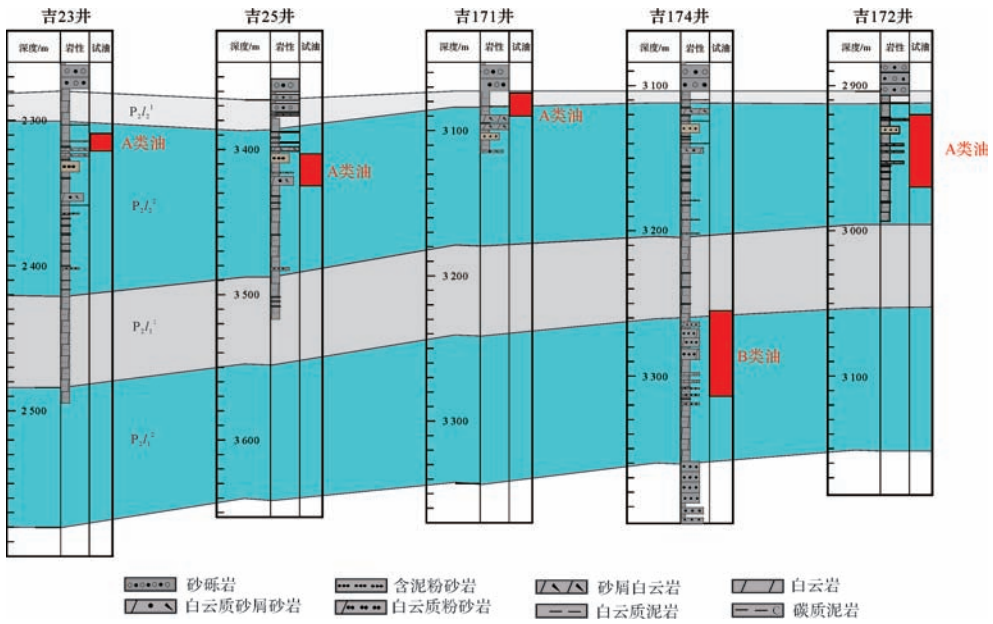 吉23井 吉25井 吉171井 吉174井 吉172井
深度/m 岩性 试油 深度/m 岩性 试油 深度/m 岩性 试油 深度/m 岩性 试油 深度/m 岩性 试油
3 100 2 900
P₂l₂¹
2 300 3 100
A类油 3 400 A类油 A类油
A类油
P₂l₂²
3 200 3 000
2 400 3 200
3 500
P₂l₁¹
B类油
3 300 3 100
2 500 3 300
3 600
P₂l₁²
砂砾岩 含泥粉砂岩 砂屑白云岩 白云岩
白云质砂屑砂岩 白云质粉砂岩 白云质泥岩 碳质泥岩